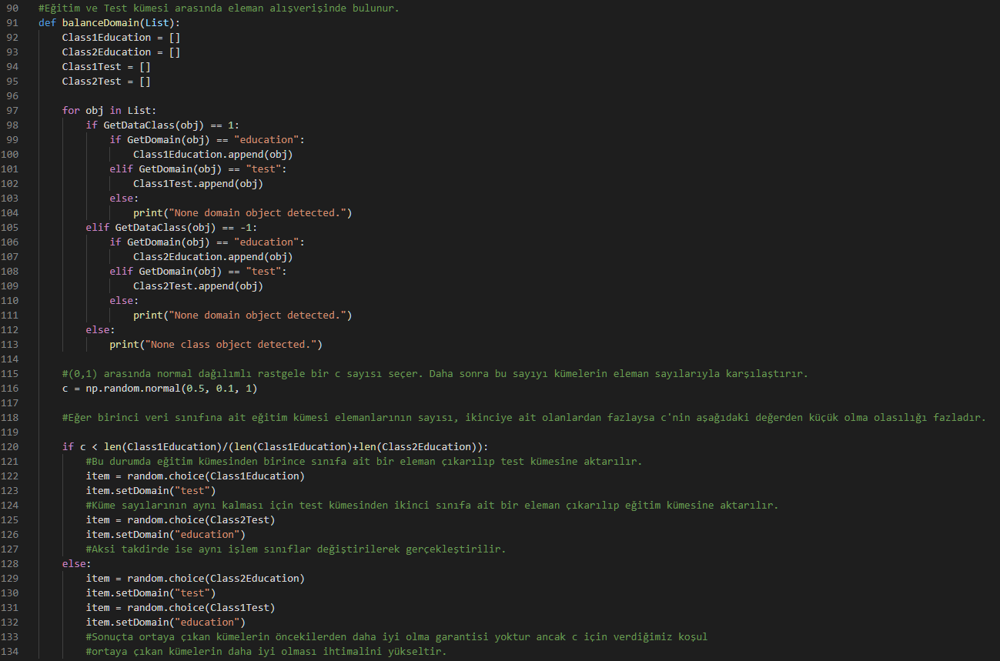 90 #Eğitim ve Test kümesi arasında eleman alışverişinde bulunur.
91 def balanceDomain(List):
92     Class1Education = []
93     Class2Education = []
94     Class1Test = []
95     Class2Test = []
96
97     for obj in List:
98         if GetDataClass(obj) == 1:
99             if GetDomain(obj) == "education":
100                 Class1Education.append(obj)
101             elif GetDomain(obj) == "test":
102                 Class1Test.append(obj)
103             else:
104                 print("None domain object detected.")
105         elif GetDataClass(obj) == -1:
106             if GetDomain(obj) == "education":
107                 Class2Education.append(obj)
108             elif GetDomain(obj) == "test":
109                 Class2Test.append(obj)
110             else:
111                 print("None domain object detected.")
112         else:
113             print("None class object detected.")
114
115     #(0,1) arasında normal dağılımlı rastgele bir c sayısı seçer. Daha sonra bu sayıyı kümelerin eleman sayılarıyla karşılaştırır.
116     c = np.random.normal(0.5, 0.1, 1)
117
118     #Eğer birinci veri sınıfına ait eğitim kümesi elemanlarının sayısı, ikinciye ait olanlardan fazlaysa c'nin aşağıdaki değerden küçük olma olasılığı fazladır.
119
120     if c < len(Class1Education)/(len(Class1Education)+len(Class2Education)):
121         #Bu durumda eğitim kümesinden birince sınıfa ait bir eleman çıkarılıp test kümesine aktarılır.
122         item = random.choice(Class1Education)
123         item.setDomain("test")
124         #Küme sayılarının aynı kalması için test kümesinden ikinci sınıfa ait bir eleman çıkarılıp eğitim kümesine aktarılır.
125         item = random.choice(Class2Test)
126         item.setDomain("education")
127         #Aksi takdirde ise aynı işlem sınıflar değiştirilerek gerçekleştirilir.
128     else:
129         item = random.choice(Class2Education)
130         item.setDomain("test")
131         item = random.choice(Class1Test)
132         item.setDomain("education")
133         #Sonuçta ortaya çıkan kümelerin öncekilerden daha iyi olma garantisi yoktur ancak c için verdiğimiz koşul
134         #ortaya çıkan kümelerin daha iyi olması ihtimalini yükseltir.